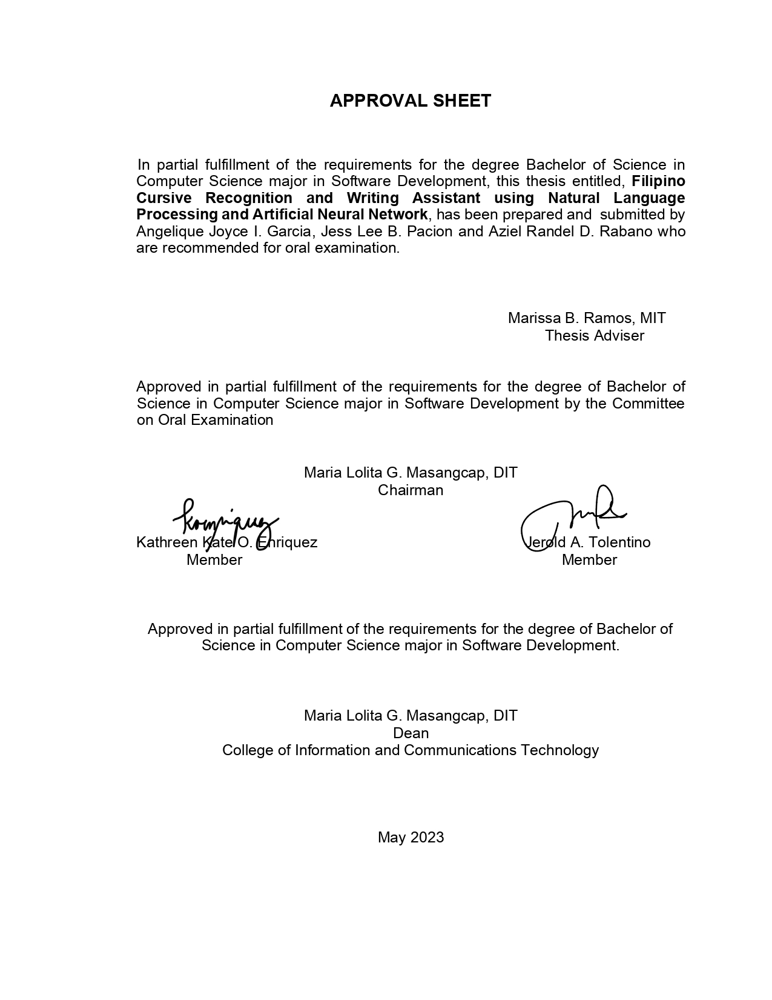 APPROVAL SHEET
In partial fulfillment of the requirements for the degree Bachelor of Science in
Computer Science major in Software Development, this thesis entitled, Filipino
Cursive Recognition and Writing Assistant using Natural Language
Processing and Artificial Neural Network, has been prepared and submitted by
Angelique Joyce I. Garcia, Jess Lee B. Pacion and Aziel Randel D. Rabano who
are recommended for oral examination.
Marissa B. Ramos, MIT
Thesis Adviser
Approved in partial fulfillment of the requirements for the degree of Bachelor of
Science in Computer Science major in Software Development by the Committee
on Oral Examination
Maria Lolita G. Masangcap, DIT
Chairman
Kathreen Kate O. Enriquez
Member
Jerold A. Tolentino
Member
Approved in partial fulfillment of the requirements for the degree of Bachelor of
Science in Computer Science major in Software Development.
Maria Lolita G. Masangcap, DIT
Dean
College of Information and Communications Technology
May 2023